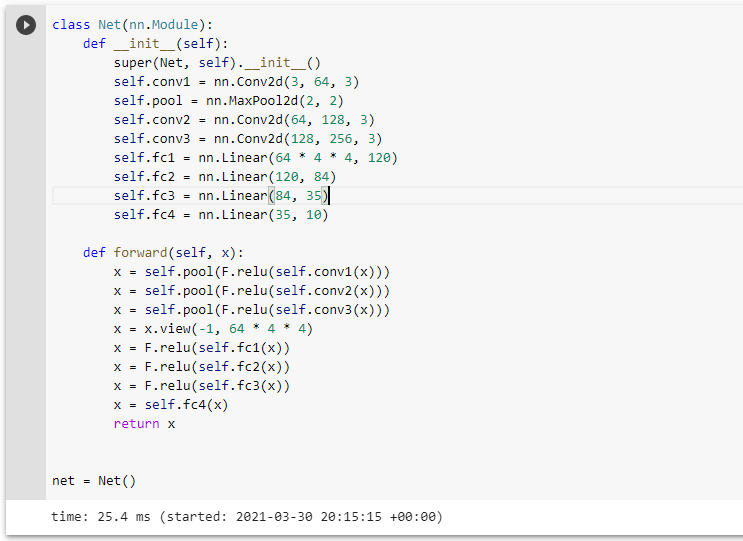 class Net(nn.Module):
    def __init__(self):
        super(Net, self).__init__()
        self.conv1 = nn.Conv2d(3, 64, 3)
        self.pool = nn.MaxPool2d(2, 2)
        self.conv2 = nn.Conv2d(64, 128, 3)
        self.conv3 = nn.Conv2d(128, 256, 3)
        self.fc1 = nn.Linear(64 * 4 * 4, 120)
        self.fc2 = nn.Linear(120, 84)
        self.fc3 = nn.Linear(84, 35)
        self.fc4 = nn.Linear(35, 10)
    def forward(self, x):
        x = self.pool(F.relu(self.conv1(x)))
        x = self.pool(F.relu(self.conv2(x)))
        x = self.pool(F.relu(self.conv3(x)))
        x = x.view(-1, 64 * 4 * 4)
        x = F.relu(self.fc1(x))
        x = F.relu(self.fc2(x))
        x = F.relu(self.fc3(x))
        x = self.fc4(x)
        return x
net = Net()
time: 25.4 ms (started: 2021-03-30 20:15:15 +00:00)